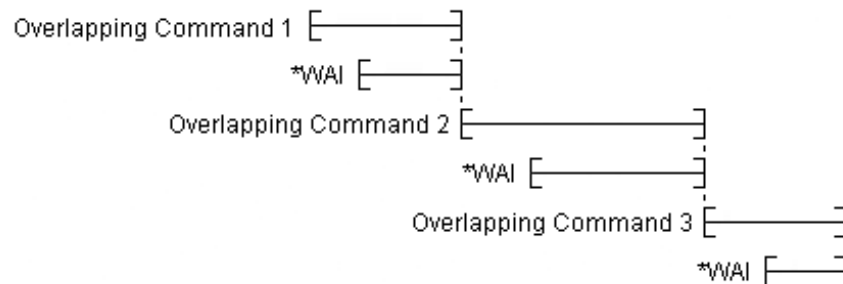 Overlapping Command 1
*WAI
Overlapping Command 2
*WAI
Overlapping Command 3
*WAI